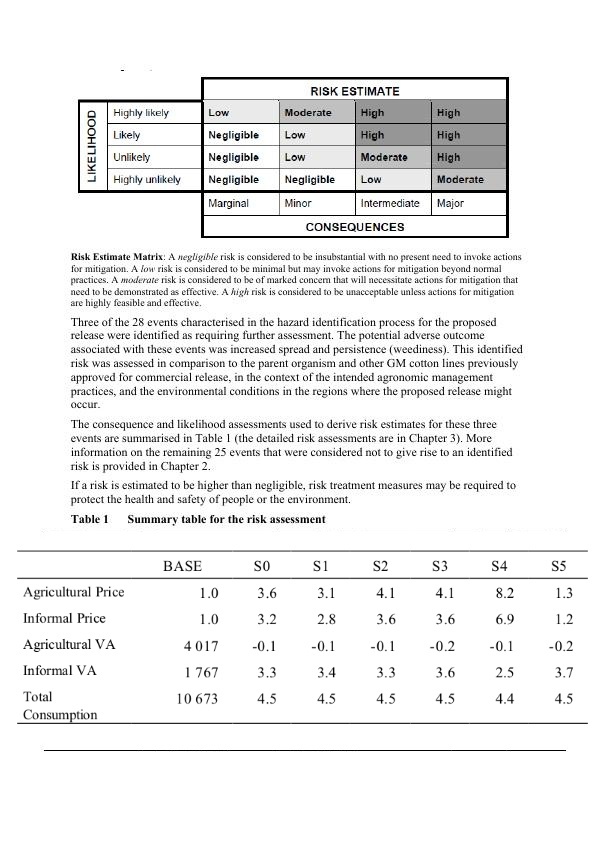 RISK ESTIMATE
LIKELIHOOD
Highly likely Low Moderate High High
Likely Negligible Low High High
Unlikely Negligible Low Moderate High
Highly unlikely Negligible Negligible Low Moderate
Marginal Minor Intermediate Major
CONSEQUENCES
Risk Estimate Matrix: A negligible risk is considered to be insubstantial with no present need to invoke actions
for mitigation. A low risk is considered to be minimal but may invoke actions for mitigation beyond normal
practices. A moderate risk is considered to be of marked concern that will necessitate actions for mitigation that
need to be demonstrated as effective. A high risk is considered to be unacceptable unless actions for mitigation
are highly feasible and effective.
Three of the 28 events characterised in the hazard identification process for the proposed
release were identified as requiring further assessment. The potential adverse outcome
associated with these events was increased spread and persistence (weediness). This identified
risk was assessed in comparison to the parent organism and other GM cotton lines previously
approved for commercial release, in the context of the intended agronomic management
practices, and the environmental conditions in the regions where the proposed release might
occur.
The consequence and likelihood assessments used to derive risk estimates for these three
events are summarised in Table 1 (the detailed risk assessments are in Chapter 3). More
information on the remaining 25 events that were considered not to give rise to an identified
risk is provided in Chapter 2.
If a risk is estimated to be higher than negligible, risk treatment measures may be required to
protect the health and safety of people or the environment.
Table 1 Summary table for the risk assessment
BASE S0 S1 S2 S3 S4 S5
Agricultural Price 1.0 3.6 3.1 4.1 4.1 8.2 1.3
Informal Price 1.0 3.2 2.8 3.6 3.6 6.9 1.2
Agricultural VA 4 017 -0.1 -0.1 -0.1 -0.2 -0.1 -0.2
Informal VA 1 767 3.3 3.4 3.3 3.6 2.5 3.7
Total 10 673 4.5 4.5 4.5 4.5 4.4 4.5
Consumption